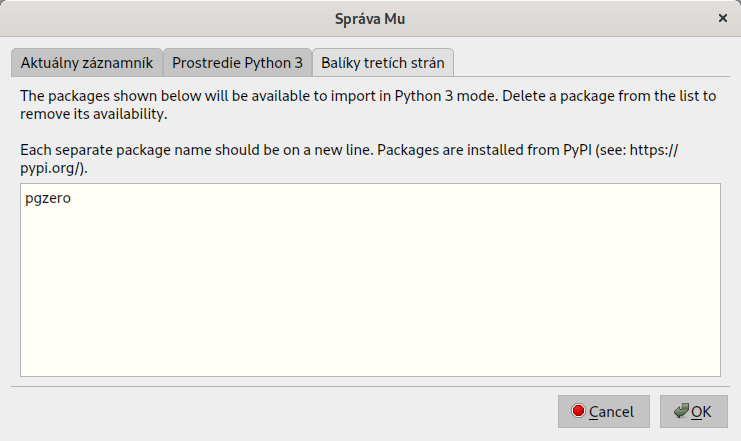 Správa Mu
Aktuálny záznamník
Prostredie Python 3
Balíky tretích strán
The packages shown below will be available to import in Python 3 mode. Delete a package from the list to
remove its availability.
Each separate package name should be on a new line. Packages are installed from PyPI (see: https://
pypi.org/).
pgzero
Cancel
OK